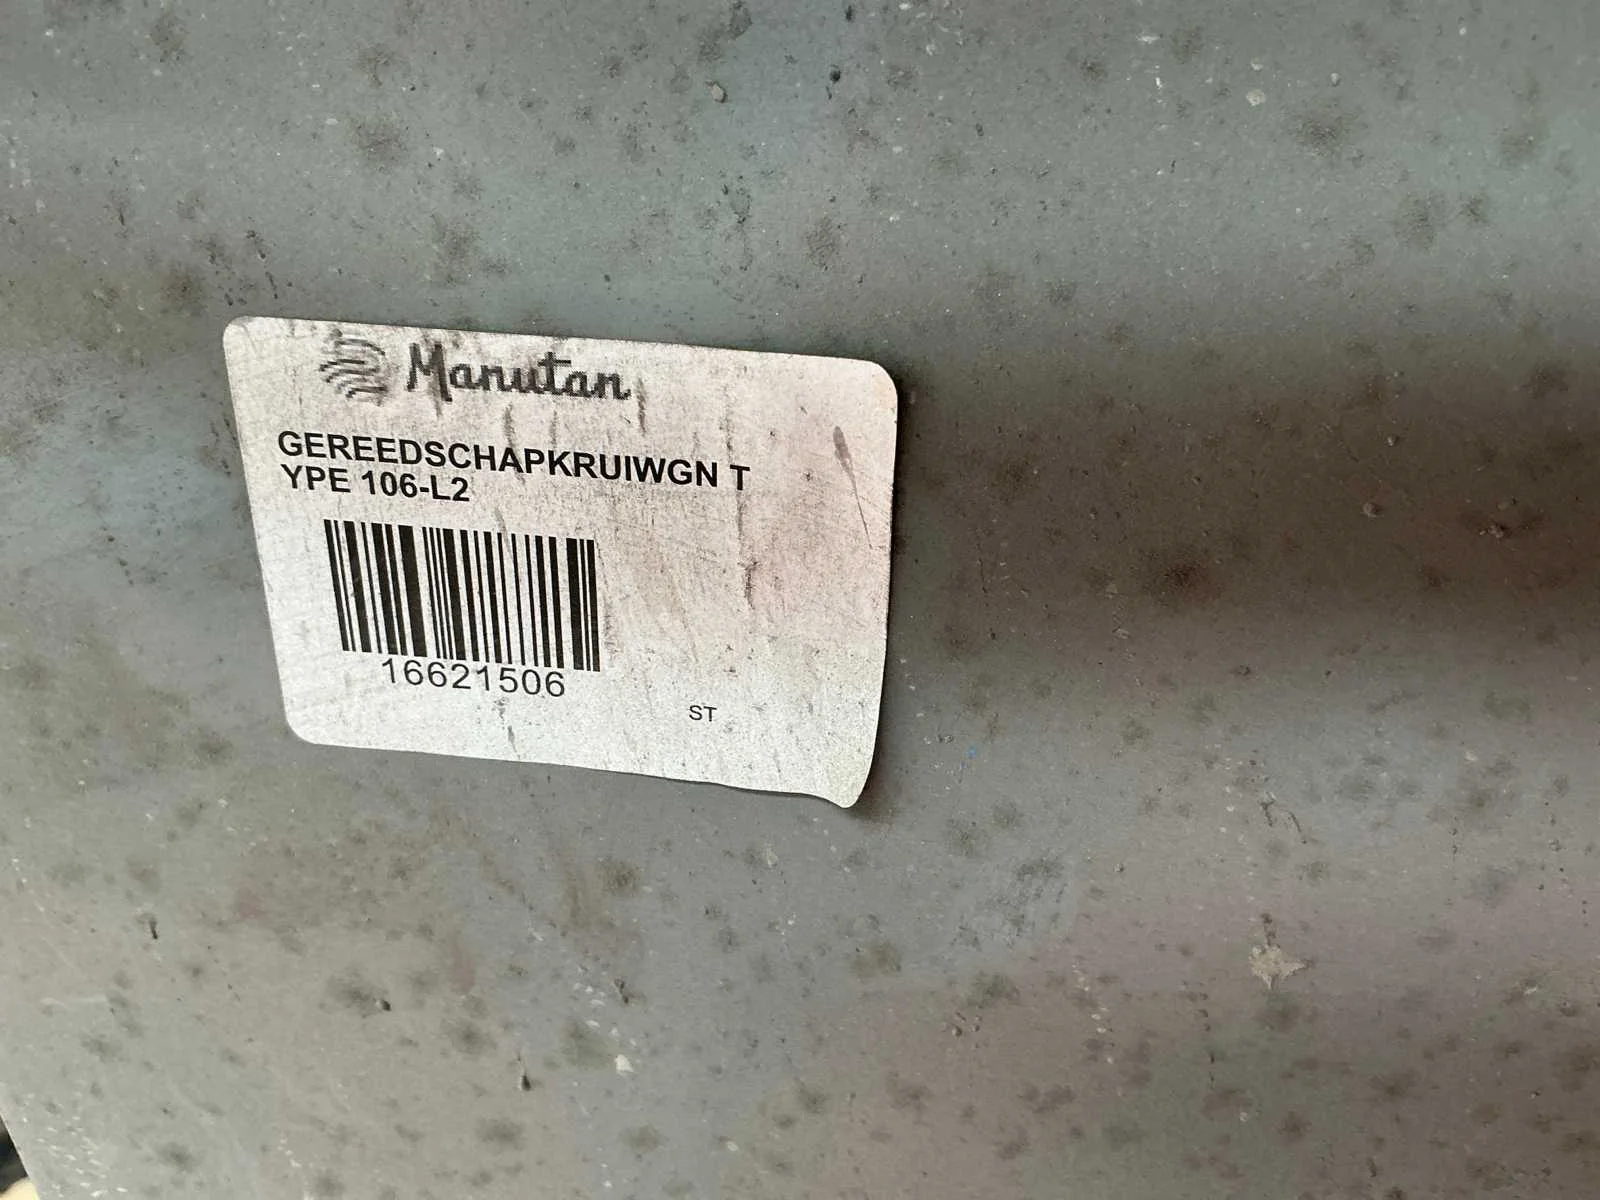 Manutan
GEREEDSCHAPKRUIWGN T
YPE 106-L2
16621506
ST